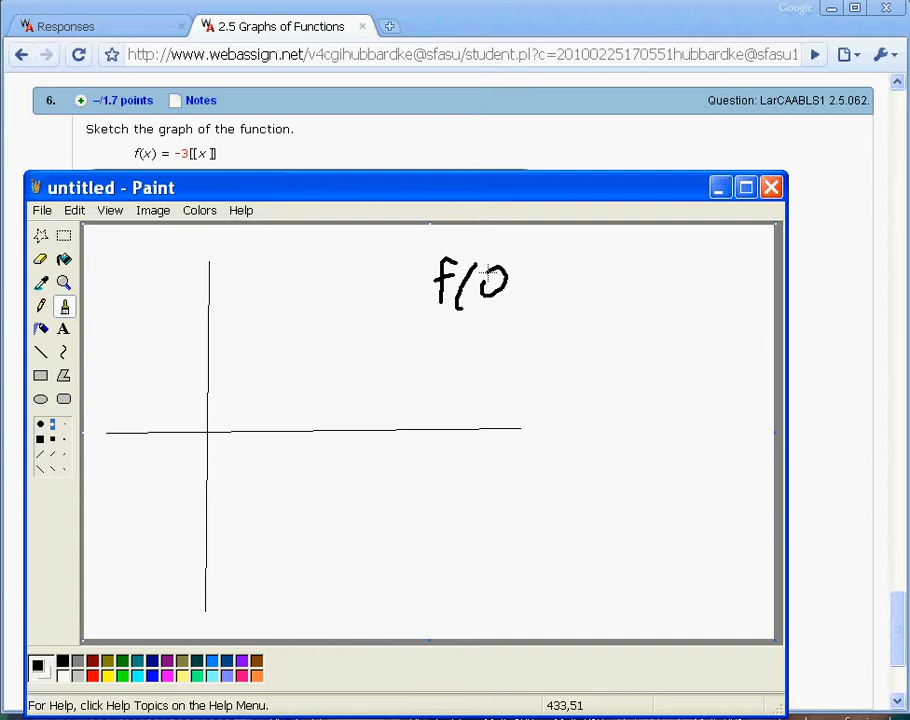 Google
Responses
2.5 Graphs of Functions
http://www.webassign.net/v4cgihubbardke@sfasu/student.pl?c=20100225170551hubbardke@sfasu1
6. –/1.7 points Notes Question: LarCAABLS1 2.5.062.
Sketch the graph of the function.
f(x) = -3[[x]]
untitled - Paint
File Edit View Image Colors Help
f(0
For Help, click Help Topics on the Help Menu. 433,51